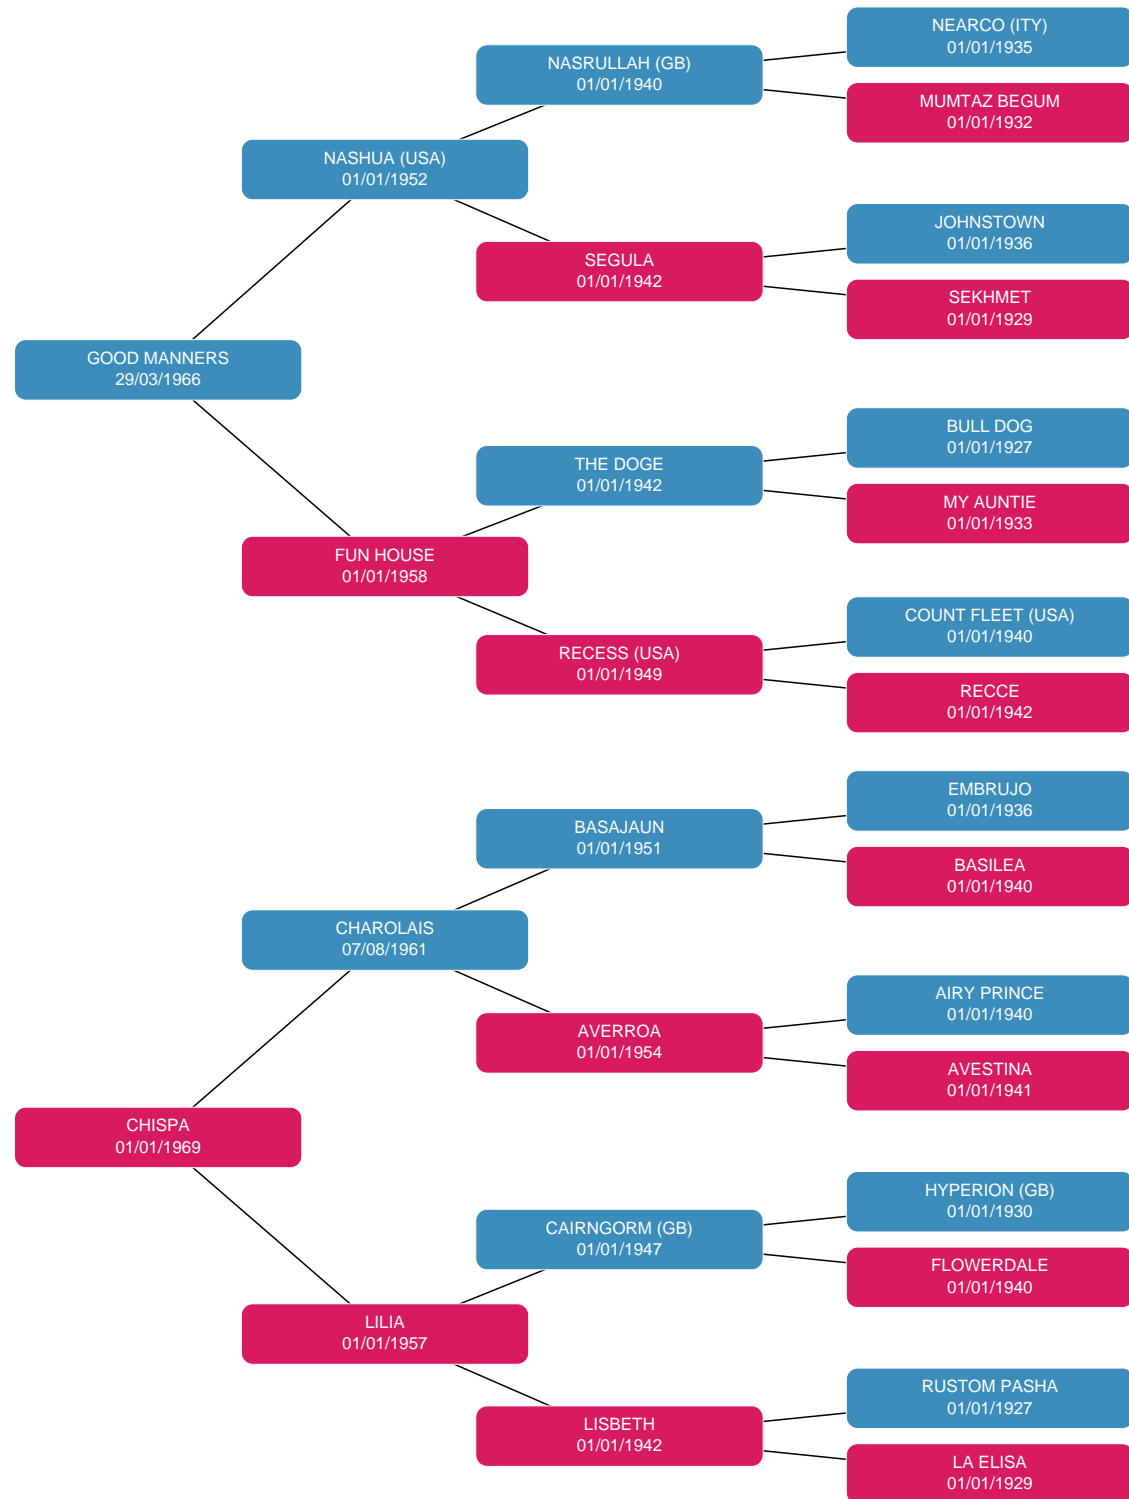 NEARCO (ITY)
01/01/1935
NASRULLAH (GB)
01/01/1940
MUMTAZ BEGUM
01/01/1932
NASHUA (USA)
01/01/1952
JOHNSTOWN
01/01/1936
SEGULA
01/01/1942
SEKHMET
01/01/1929
GOOD MANNERS
29/03/1966
BULL DOG
01/01/1927
THE DOGE
01/01/1942
MY AUNTIE
01/01/1933
FUN HOUSE
01/01/1958
COUNT FLEET (USA)
01/01/1940
RECESS (USA)
01/01/1949
RECCE
01/01/1942
EMBRUJO
01/01/1936
BASAJAUN
01/01/1951
BASILEA
01/01/1940
CHAROLAIS
07/08/1961
AIRY PRINCE
01/01/1940
AVERROA
01/01/1954
AVESTINA
01/01/1941
CHISPA
01/01/1969
HYPERION (GB)
01/01/1930
CAIRNGORM (GB)
01/01/1947
FLOWERDALE
01/01/1940
LILIA
01/01/1957
RUSTOM PASHA
01/01/1927
LISBETH
01/01/1942
LA ELISA
01/01/1929